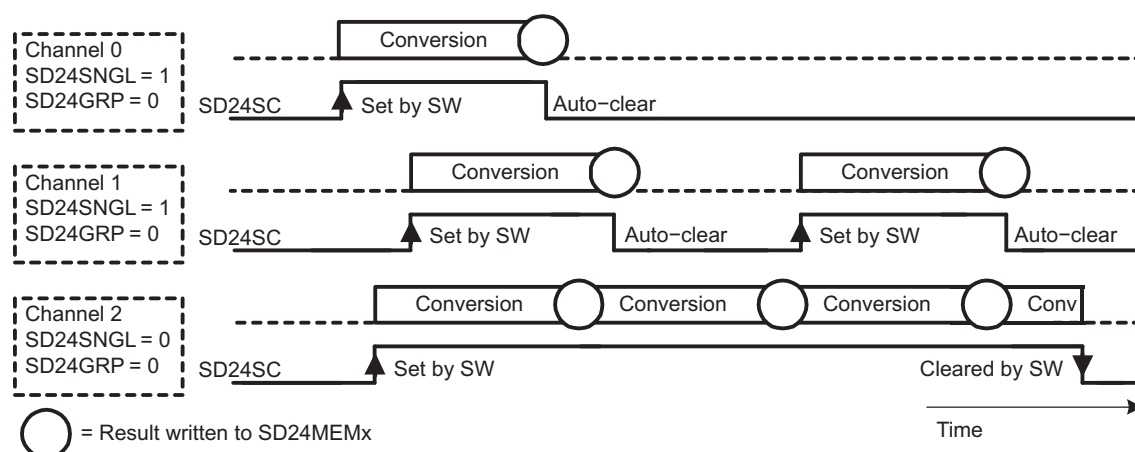 Conversion
Channel 0
SD24SNGL = 1
SD24GRP = 0
SD24SC
Set by SW
Auto−clear
Conversion
Conversion
Channel 1
SD24SNGL = 1
SD24GRP = 0
SD24SC
Set by SW
Auto−clear
Set by SW
Auto−clear
Conversion
Conversion
Conversion
Conv
Channel 2
SD24SNGL = 0
SD24GRP = 0
SD24SC
Set by SW
Cleared by SW
= Result written to SD24MEMx
Time